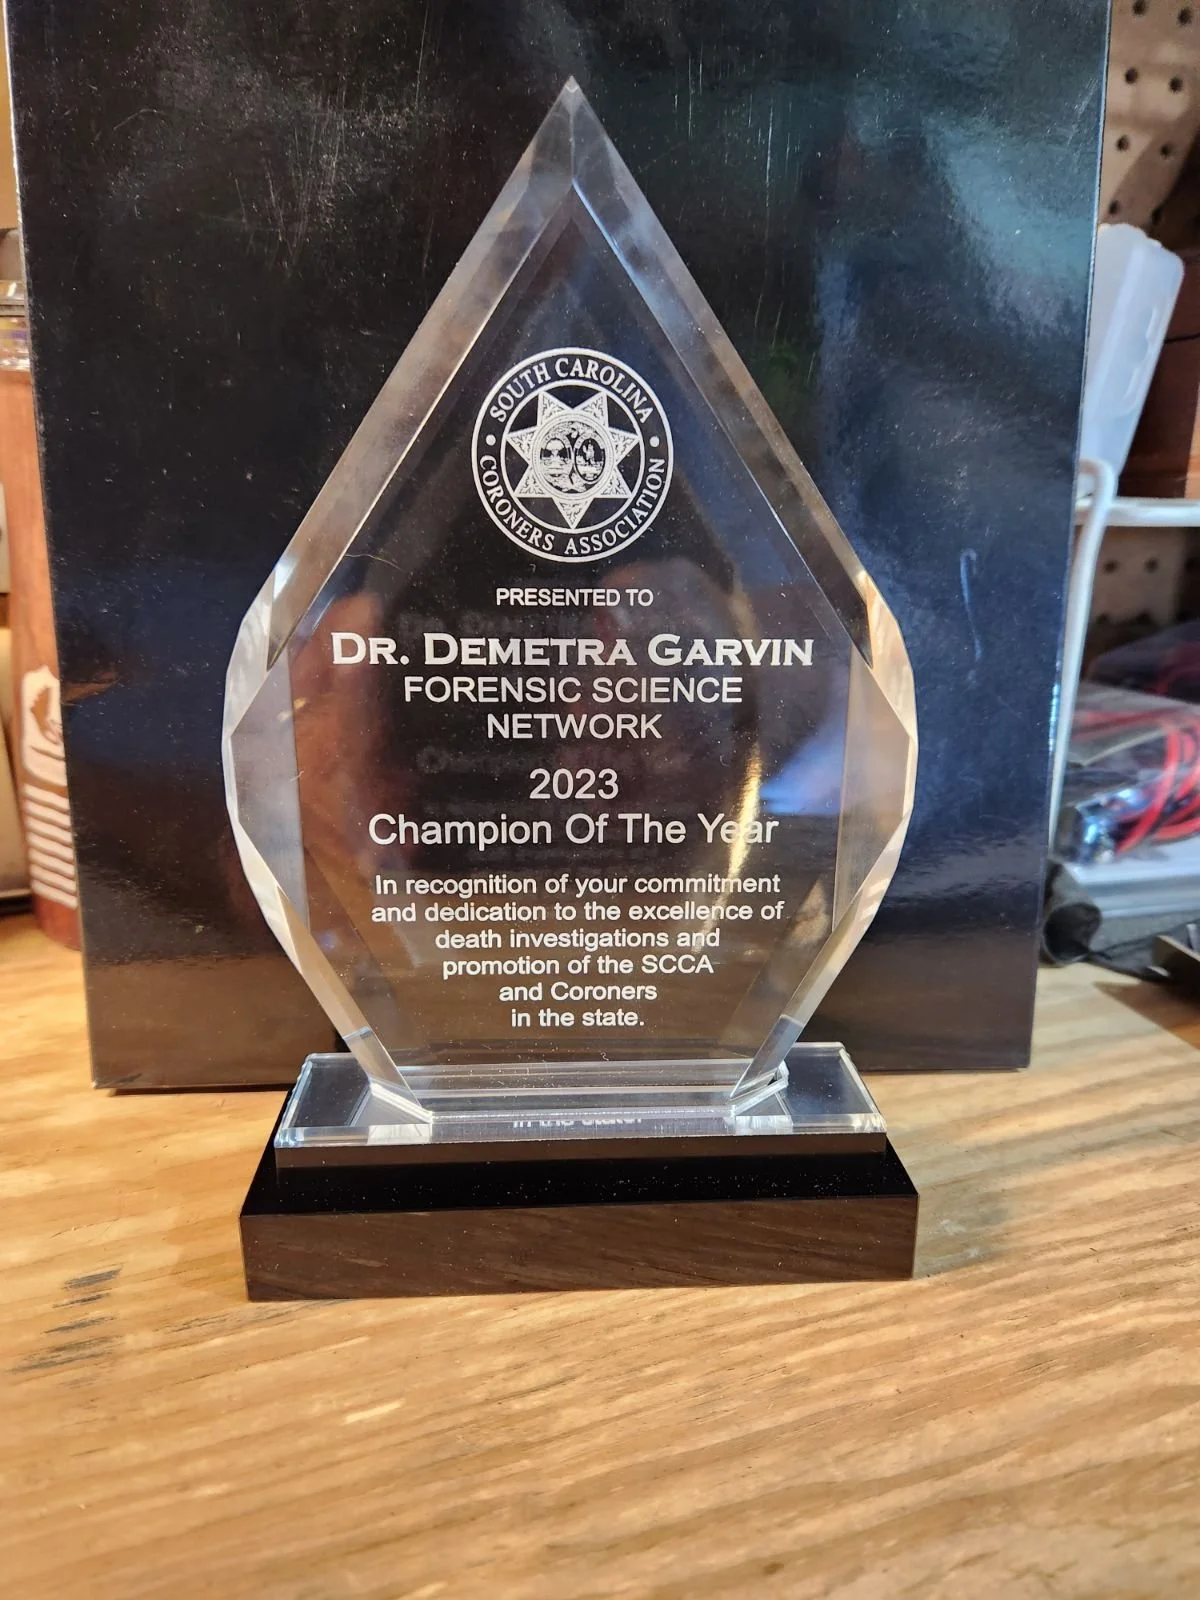 SOUTH CAROLINA
CORONERS ASSOCIATION
PRESENTED TO
DR. DEMETRA GARVIN
FORENSIC SCIENCE
NETWORK
2023
Champion Of The Year
In recognition of your commitment
and dedication to the excellence of
death investigations and
promotion of the SCCA
and Coroners
in the state.